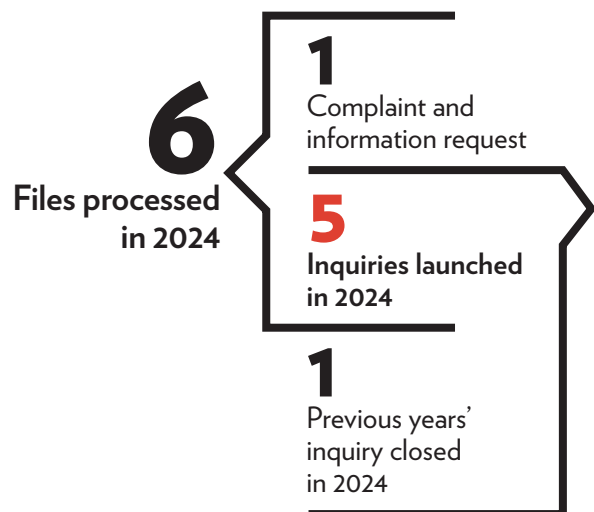 6
Files processed
in 2024
1
Complaint and
information request
5
Inquiries launched
in 2024
1
Previous years’
inquiry closed
in 2024